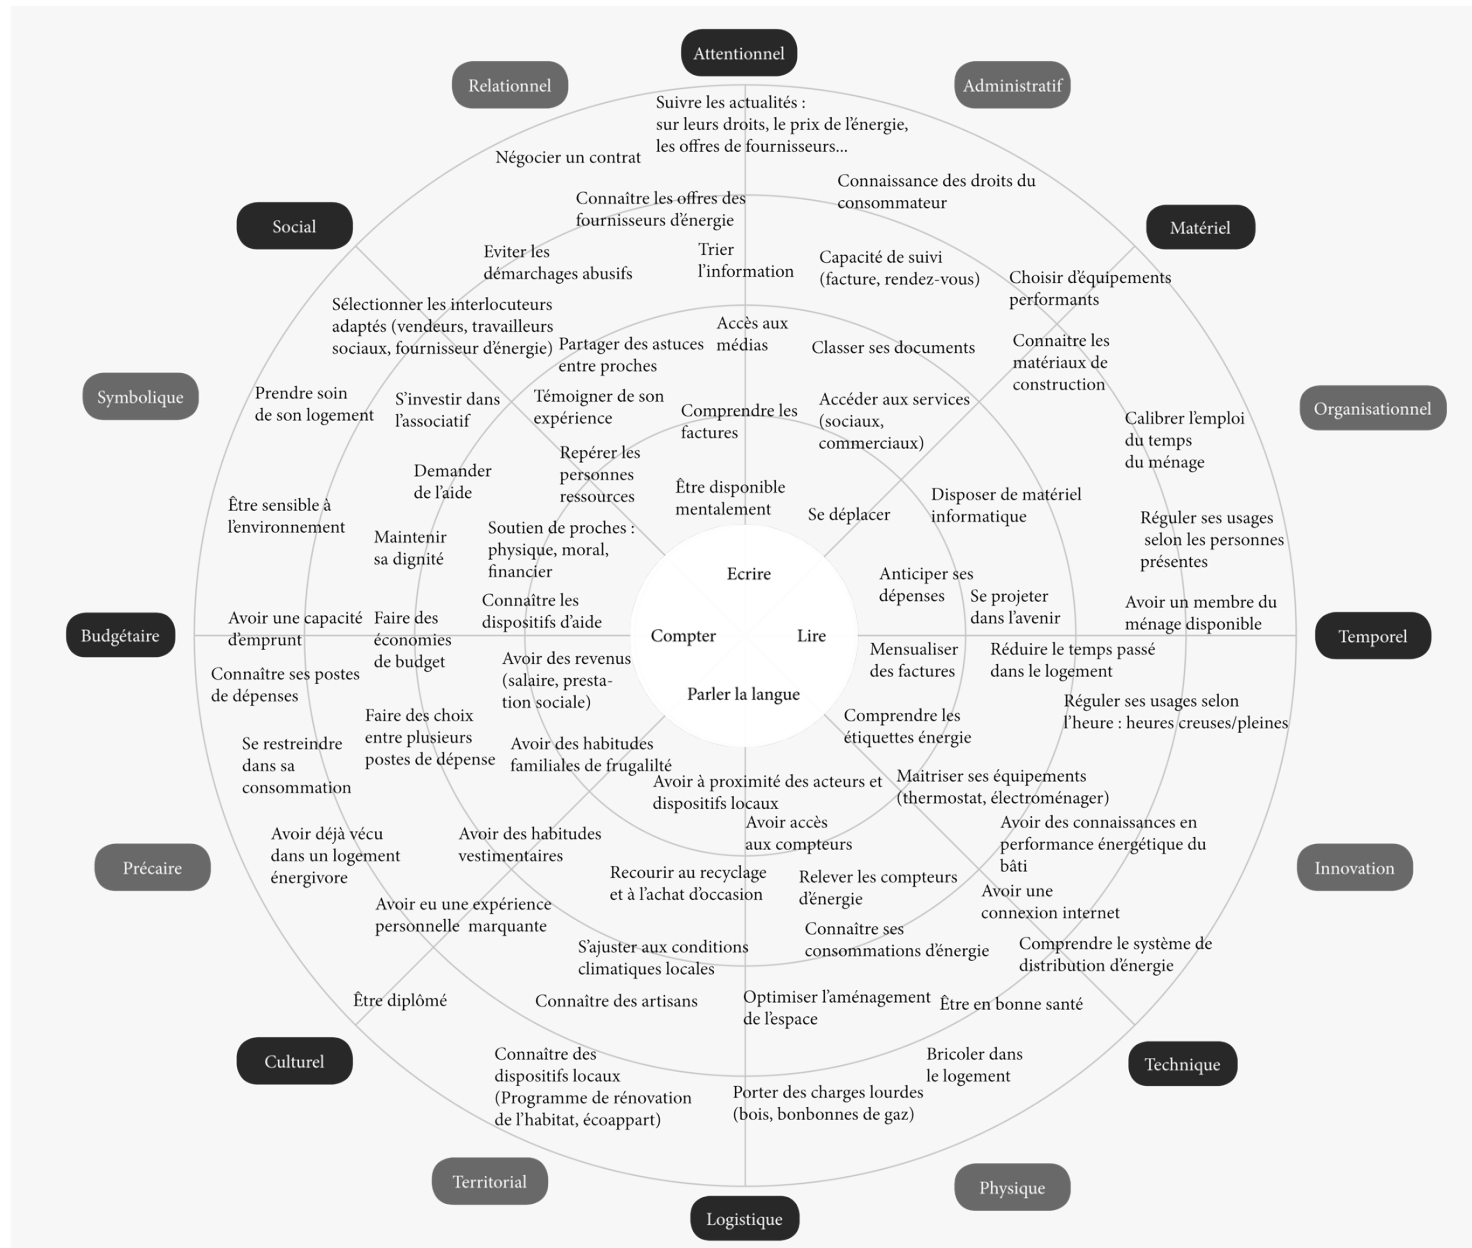 Attentionnel
Relationnel
Administratif
Suivre les actualités :
sur leurs droits, le prix de l'énergie,
les offres de fournisseurs...
Négocier un contrat
Connaissance des droits du
consommateur
Connaître les offres des
fournisseurs d'énergie
Social
Matériel
Eviter les
démarchages abusifs
Trier
l'information
Capacité de suivi
(facture, rendez-vous)
Choisir d'équipements
performants
Sélectionner les interlocuteurs
adaptés (vendeurs, travailleurs
sociaux, fournisseur d'énergie)
Partager des astuces
entre proches
Accès aux
médias
Classer ses documents
Connaitre les
matériaux de
construction
Symbolique
Prendre soin
de son logement
S'investir dans
l'associatif
Témoigner de son
expérience
Comprendre les
factures
Accéder aux services
(sociaux,
commerciaux)
Calibrer l'emploi
du temps
du ménage
Organisationnel
Demander
de l'aide
Repérer les
personnes
ressources
Être disponible
mentalement
Se déplacer
Disposer de matériel
informatique
Être sensible à
l'environnement
Maintenir
sa dignité
Soutien de proches :
physique, moral,
financier
Réguler ses usages
selon les personnes
présentes
Ecrire
Anticiper ses
dépenses
Se projeter
dans l'avenir
Avoir un membre du
ménage disponible
Budgétaire
Avoir une capacité
d'emprunt
Faire des
économies
de budget
Connaître les
dispositifs d'aide
Compter
Lire
Temporel
Connaître ses postes
de dépenses
Avoir des revenus
(salaire, presta-
tion sociale)
Parler la langue
Mensualiser
des factures
Réduire le temps passé
dans le logement
Réguler ses usages selon
l'heure : heures creuses/pleines
Se restreindre
dans sa
consommation
Faire des choix
entre plusieurs
postes de dépense
Avoir des habitudes
familiales de frugalilté
Comprendre les
étiquettes énergie
Avoir à proximité des acteurs et
dispositifs locaux
Maitriser ses équipements
(thermostat, électroménager)
Précaire
Avoir déjà vécu
dans un logement
énergivore
Avoir des habitudes
vestimentaires
Avoir accès
aux compteurs
Avoir des connaissances en
performance énergétique du
bâti
Innovation
Recourir au recyclage
et à l'achat d'occasion
Relever les compteurs
d'énergie
Avoir une
connexion internet
Avoir eu une expérience
personnelle marquante
S'ajuster aux conditions
climatiques locales
Connaître ses
consommations d'énergie
Comprendre le système de
distribution d'énergie
Être diplômé
Connaître des artisans
Optimiser l'aménagement
de l'espace
Être en bonne santé
Culturel
Connaître des
dispositifs locaux
(Programme de rénovation
de l'habitat, écoappart)
Porter des charges lourdes
(bois, bonbonnes de gaz)
Bricoler dans
le logement
Technique
Territorial
Physique
Logistique